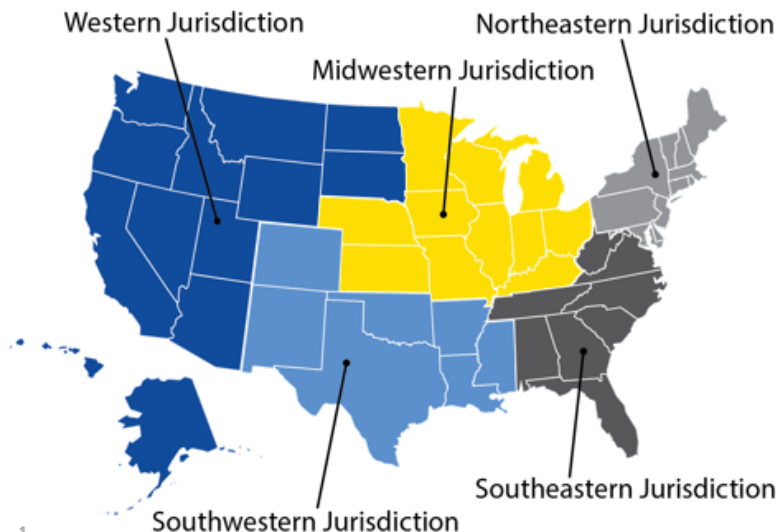 Western Jurisdiction
Northeastern Jurisdiction
Midwestern Jurisdiction
Southeastern Jurisdiction
Southwestern Jurisdiction